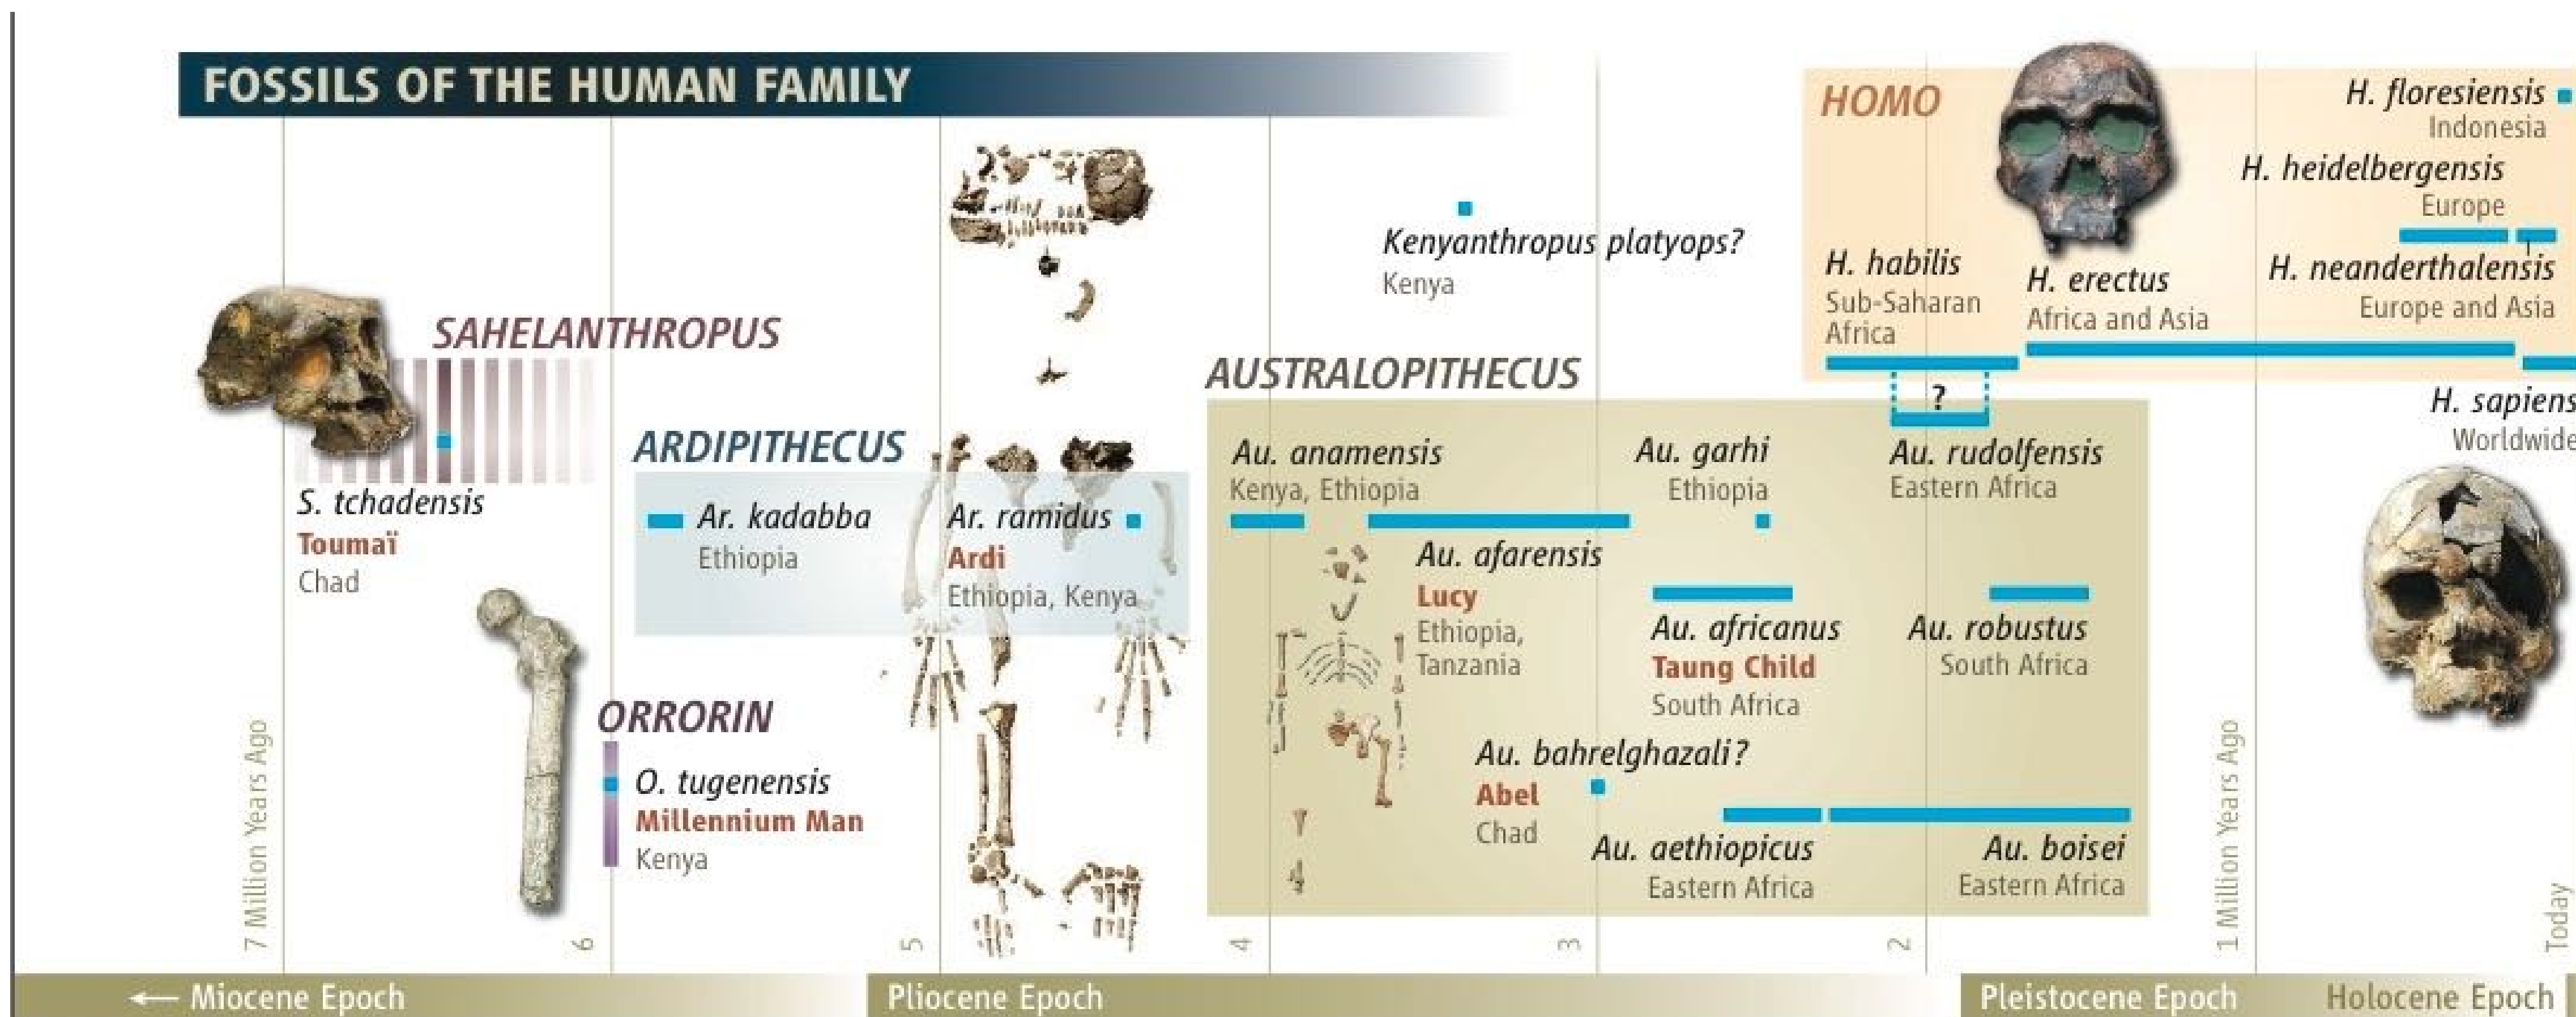 FOSSILS OF THE HUMAN FAMILY
HOMO
H. floresiensis
Indonesia
H. heidelbergensis
Europe
H. neanderthalensis
Europe and Asia
H. habilis
Sub-Saharan
Africa
H. erectus
Africa and Asia
H. sapiens
Worldwide
Kenyanthropus platyops?
Kenya
SAHELANTHROPUS
S. tchadensis
Toumaï
Chad
ARDIPITHECUS
Ar. kadabba
Ethiopia
Ar. ramidus
Ardi
Ethiopia, Kenya
ORRORIN
O. tugenensis
Millennium Man
Kenya
AUSTRALOPITHECUS
?
Au. anamensis
Kenya, Ethiopia
Au. garhi
Ethiopia
Au. rudolfensis
Eastern Africa
Au. afarensis
Lucy
Ethiopia,
Tanzania
Au. africanus
Taung Child
South Africa
Au. robustus
South Africa
Au. bahrelghazali?
Abel
Chad
Au. aethiopicus
Eastern Africa
Au. boisei
Eastern Africa
7 Million Years Ago
6
5
4
3
2
1 Million Years Ago
Today
← Miocene Epoch
Pliocene Epoch
Pleistocene Epoch
Holocene Epoch